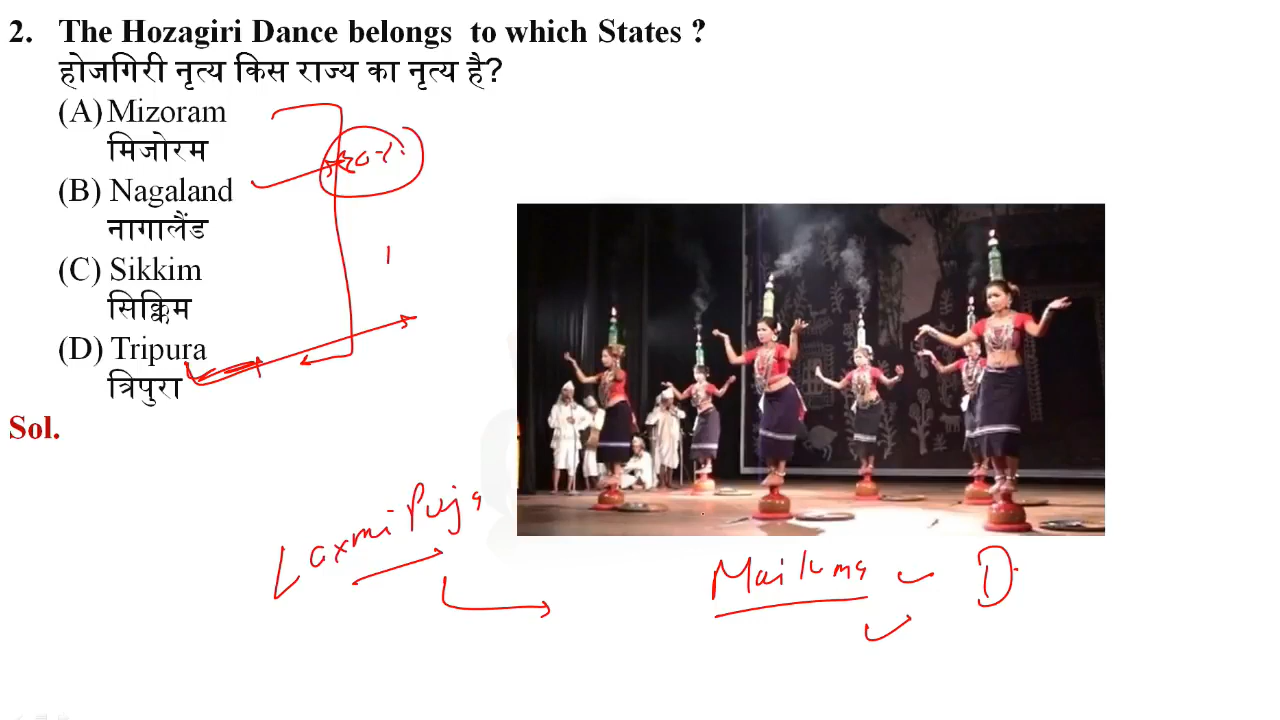 2. The Hozagiri Dance belongs to which States ?
होजगिरी नृत्य किस राज्य का नृत्य है?
(A) Mizoram
मिजोरम
(B) Nagaland
नागालैंड
(C) Sikkim
सिक्किम
(D) Tripura
त्रिपुरा
Sol.
Laxmi Puja
Mailuma D